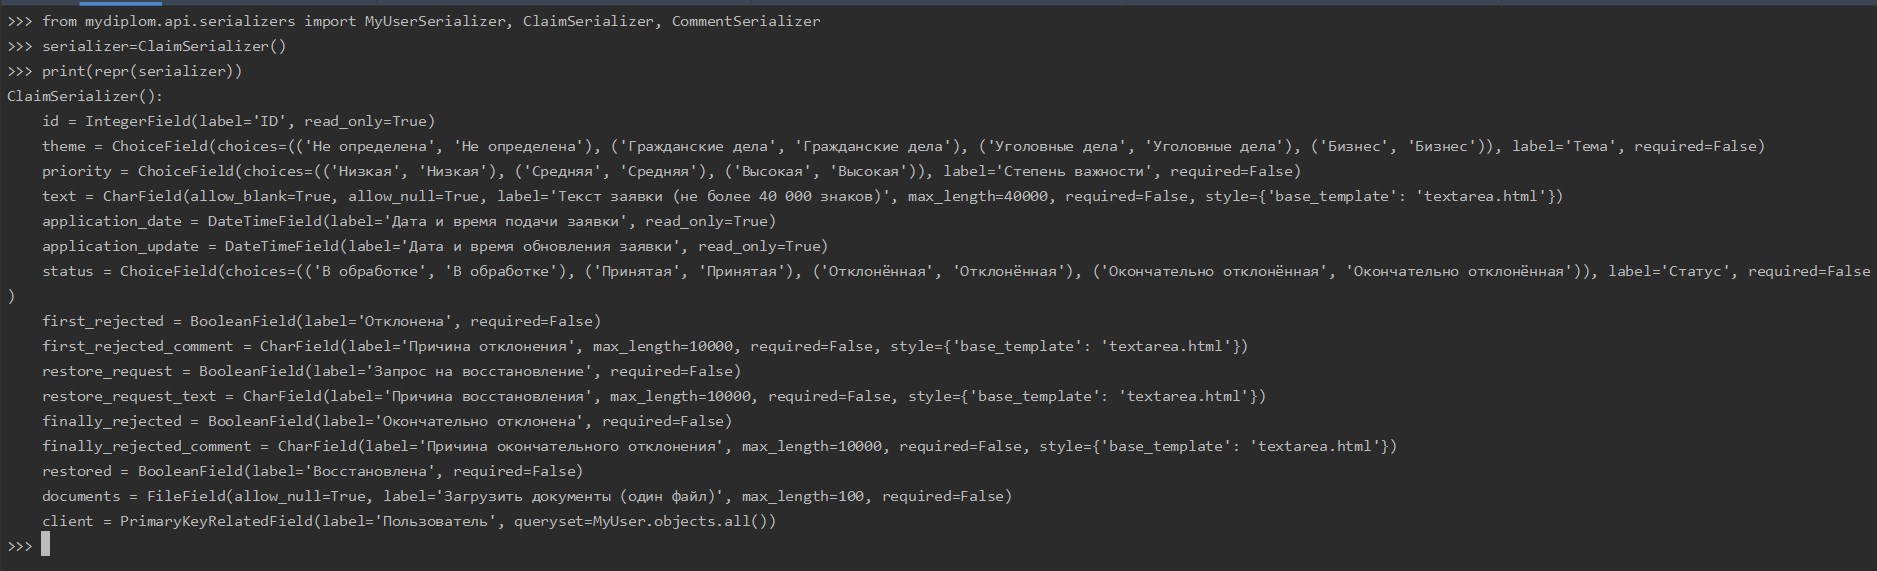 >>> from mydiplom.api.serializers import MyUserSerializer, ClaimSerializer, CommentSerializer
>>> serializer=ClaimSerializer()
>>> print(repr(serializer))
ClaimSerializer():
    id = IntegerField(label='ID', read_only=True)
    theme = ChoiceField(choices=(('Не определена', 'Не определена'), ('Гражданские дела', 'Гражданские дела'), ('Уголовные дела', 'Уголовные дела'), ('Бизнес', 'Бизнес')), label='Тема', required=False)
    priority = ChoiceField(choices=(('Низкая', 'Низкая'), ('Средняя', 'Средняя'), ('Высокая', 'Высокая')), label='Степень важности', required=False)
    text = CharField(allow_blank=True, allow_null=True, label='Текст заявки (не более 40 000 знаков)', max_length=40000, required=False, style={'base_template': 'textarea.html'})
    application_date = DateTimeField(label='Дата и время подачи заявки', read_only=True)
    application_update = DateTimeField(label='Дата и время обновления заявки', read_only=True)
    status = ChoiceField(choices=(('В обработке', 'В обработке'), ('Принятая', 'Принятая'), ('Отклонённая', 'Отклонённая'), ('Окончательно отклонённая', 'Окончательно отклонённая')), label='Статус', required=False
)
    first_rejected = BooleanField(label='Отклонена', required=False)
    first_rejected_comment = CharField(label='Причина отклонения', max_length=10000, required=False, style={'base_template': 'textarea.html'})
    restore_request = BooleanField(label='Запрос на восстановление', required=False)
    restore_request_text = CharField(label='Причина восстановления', max_length=10000, required=False, style={'base_template': 'textarea.html'})
    finally_rejected = BooleanField(label='Окончательно отклонена', required=False)
    finally_rejected_comment = CharField(label='Причина окончательного отклонения', max_length=10000, required=False, style={'base_template': 'textarea.html'})
    restored = BooleanField(label='Восстановлена', required=False)
    documents = FileField(allow_null=True, label='Загрузить документы (один файл)', max_length=100, required=False)
    client = PrimaryKeyRelatedField(label='Пользователь', queryset=MyUser.objects.all())
>>>